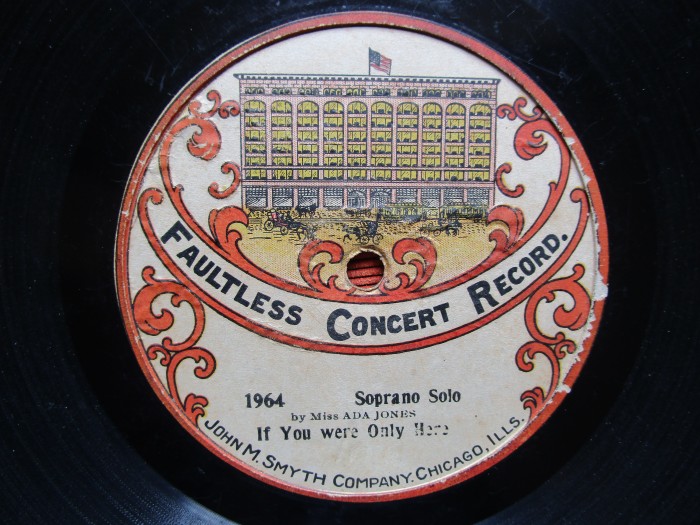 FAULTLESS CONCERT RECORD.
1964 Soprano Solo
by Miss ADA JONES
If You were Only Here
JOHN M. SMYTH COMPANY. CHICAGO, ILLS.